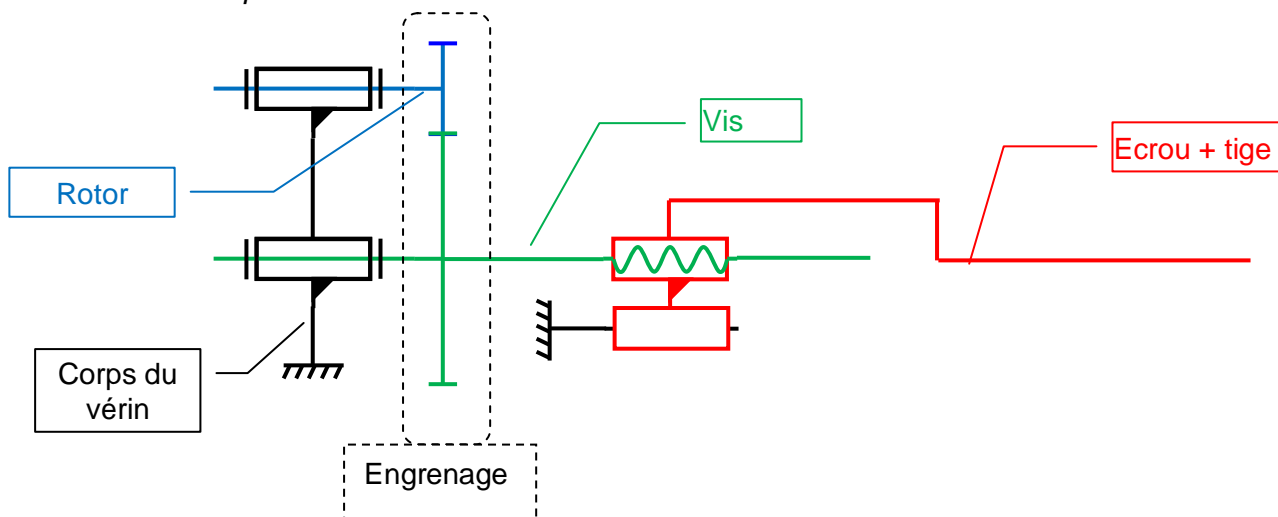 Vis
Ecrou + tige
Rotor
Corps du
vérin
Engrenage